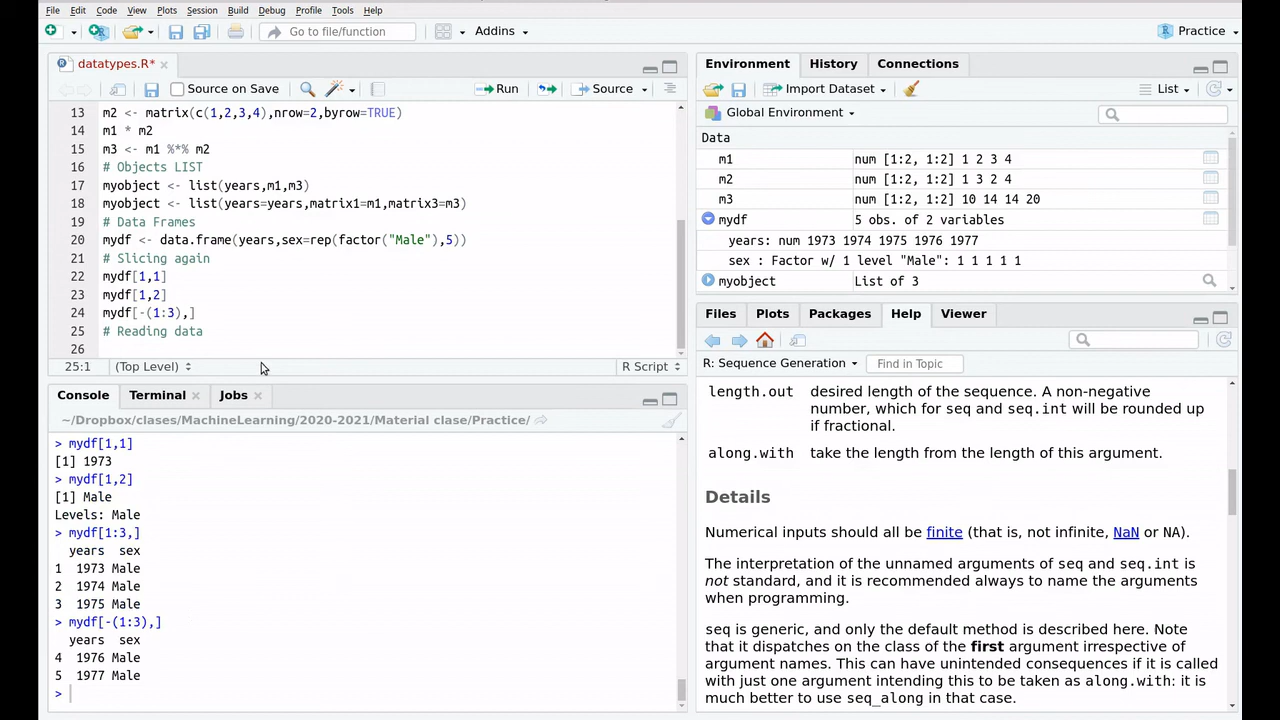 File Edit Code View Plots Session Build Debug Profile Tools Help
Go to file/function Addins Practice
datatypes.R*
Source on Save Run Source
13 m2 <- matrix(c(1,2,3,4),nrow=2,byrow=TRUE)
14 m1 * m2
15 m3 <- m1 %*% m2
16 # Objects LIST
17 myobject <- list(years,m1,m3)
18 myobject <- list(years=years,matrix1=m1,matrix3=m3)
19 # Data Frames
20 mydf <- data.frame(years,sex=rep(factor("Male"),5))
21 # Slicing again
22 mydf[1,1]
23 mydf[1,2]
24 mydf[-(1:3),]
25 # Reading data
26
25:1 (Top Level) R Script
Console Terminal Jobs
~/Dropbox/clases/MachineLearning/2020-2021/Material clase/Practice/
> mydf[1,1]
[1] 1973
> mydf[1,2]
[1] Male
Levels: Male
> mydf[1:3,]
years sex
1 1973 Male
2 1974 Male
3 1975 Male
> mydf[-(1:3),]
years sex
4 1976 Male
5 1977 Male
>
Environment History Connections
Import Dataset List
Global Environment
Data
m1 num [1:2, 1:2] 1 2 3 4
m2 num [1:2, 1:2] 1 3 2 4
m3 num [1:2, 1:2] 10 14 14 20
mydf 5 obs. of 2 variables
years: num 1973 1974 1975 1976 1977
sex : Factor w/ 1 level "Male": 1 1 1 1 1
myobject List of 3
Files Plots Packages Help Viewer
R: Sequence Generation Find in Topic
length.out desired length of the sequence. A non-negative
number, which for seq and seq.int will be rounded up
if fractional.
along.with take the length from the length of this argument.
Details
Numerical inputs should all be finite (that is, not infinite, NaN or NA).
The interpretation of the unnamed arguments of seq and seq.int is
not standard, and it is recommended always to name the arguments
when programming.
seq is generic, and only the default method is described here. Note
that it dispatches on the class of the first argument irrespective of
argument names. This can have unintended consequences if it is called
with just one argument intending this to be taken as along.with: it is
much better to use seq_along in that case.